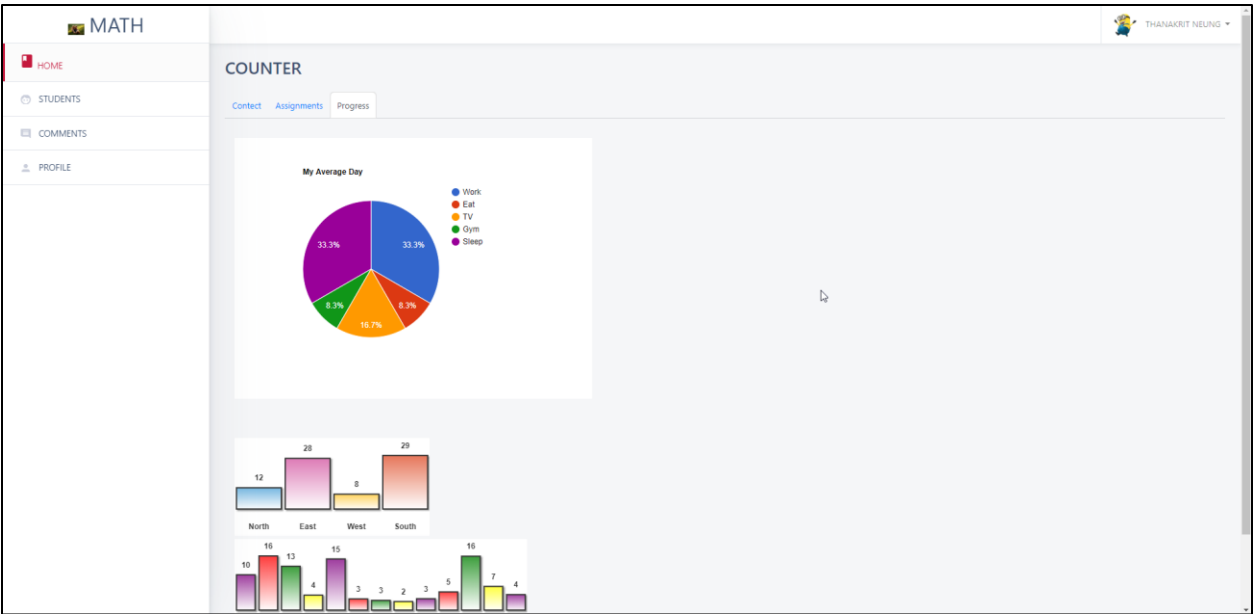 MATH
THANAKRIT NEUNG
HOME
STUDENTS
COMMENTS
PROFILE
COUNTER
Contect Assignments Progress
My Average Day
Work
Eat
TV
Gym
Sleep
33.3% 33.3%
8.3% 8.3%
16.7%
12 28 8 29
North East West South
10 16 13 4 15 3 3 2 3 5 16 7 4